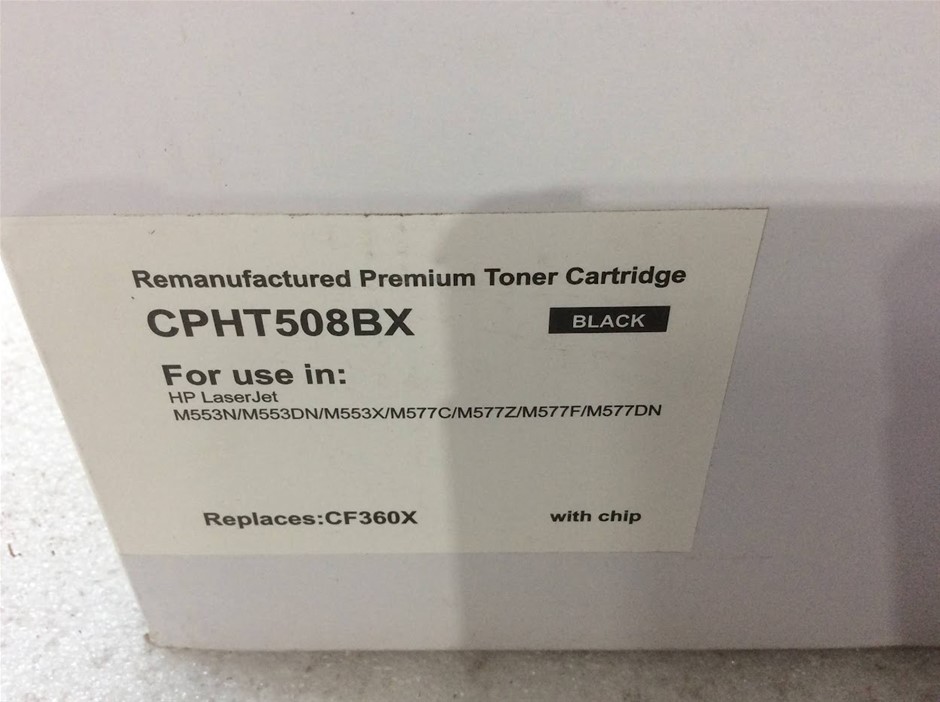 Remanufactured Premium Toner Cartridge
CPHT508BX BLACK
For use in:
HP LaserJet
M553N/M553DN/M553X/M577C/M577Z/M577F/M577DN
Replaces:CF360X with chip